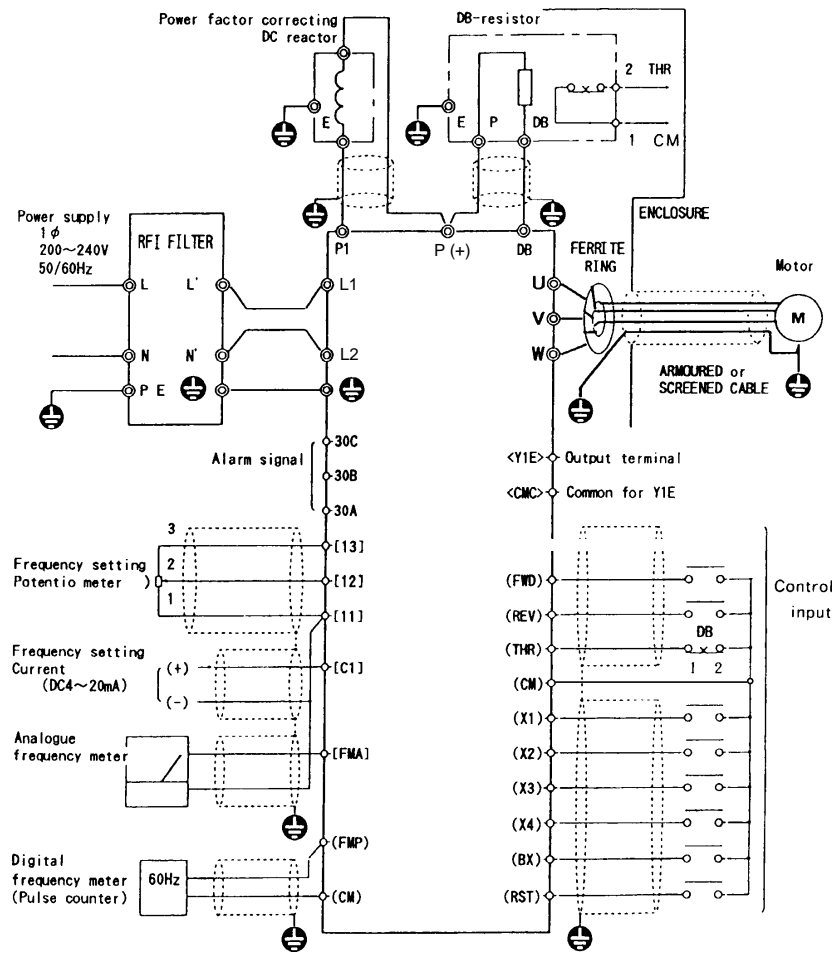 Power factor correcting
DC reactor
DB-resistor
E
E
P
DB
2 THR
1 CM
ENCLOSURE
Power supply
1φ
200~240V
50/60Hz
RFI FILTER
L
L'
N
N'
P E
P1
P (+)
DB
L1
L2
U
V
W
FERRITE
RING
Motor
M
ARMOURED or
SCREENED CABLE
Alarm signal
30C
30B
30A
<Y1E> Output terminal
<CMC> Common for Y1E
Frequency setting
Potentio meter )
3
2
1
[13]
[12]
[11]
Frequency setting
Current
(DC4~20mA)
(+)
(-)
[C1]
Analogue
frequency meter
[FMA]
Digital
frequency meter
(Pulse counter)
60Hz
(FMP)
(CM)
(FWD)
(REV)
(THR)
DB
1 2
(CM)
(X1)
(X2)
(X3)
(X4)
(BX)
(RST)
Control
input